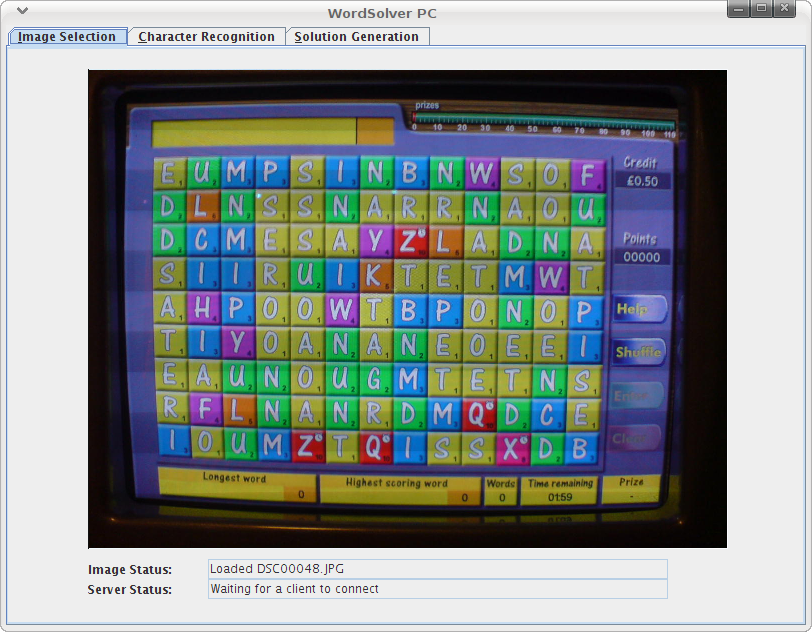 WordSolver PC
Image Selection Character Recognition Solution Generation
prizes
0 10 20 30 40 50 60 70 80 90 100 110
E U M P S I N B N W S O F
Credit
£0.50
D L N S S N A R R N A O U
D C M E S A Y Z L A D N A
Points
00000
S I I R U I K T E T M W T
A H P O O W T B P O N O P
Help
T I Y O A N A N E O E E I
Shuffle
E A U N O U G M T E T N S
Enter
R F L N A N R D M Q D C E
Clear
I O U M Z T Q I S S X D B
Longest word Highest scoring word Words Time remaining Prize
0 0 0 01:59 -
Image Status: Loaded DSC00048.JPG
Server Status: Waiting for a client to connect